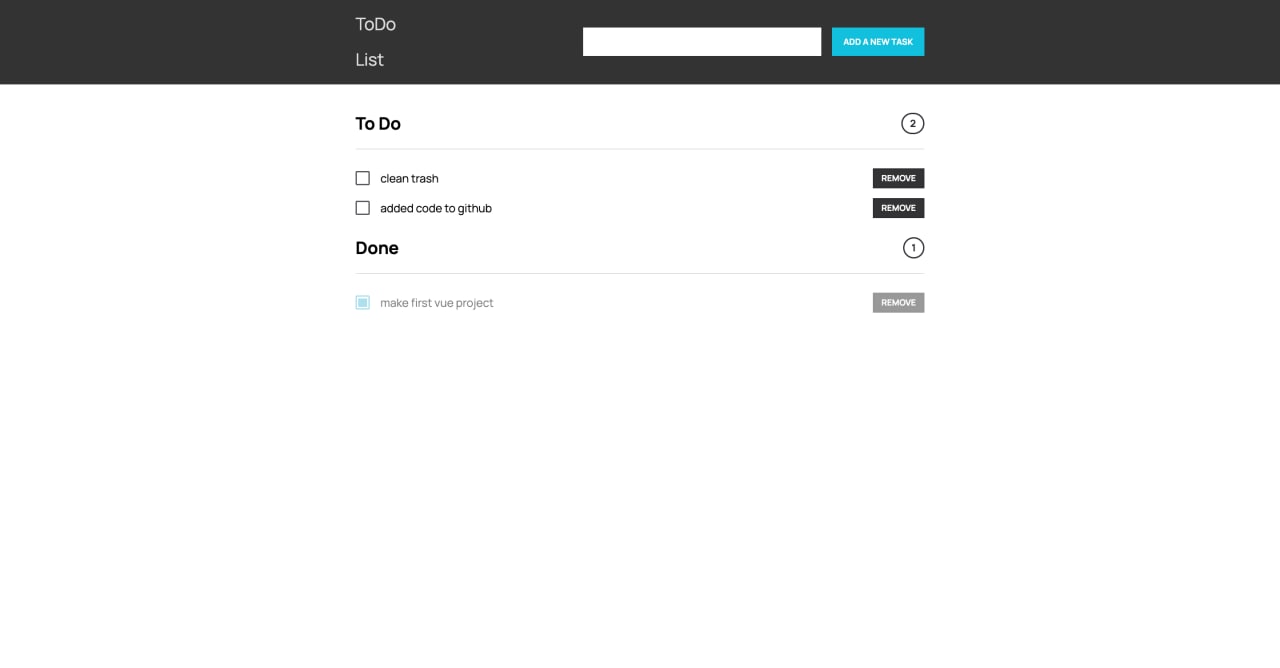 ToDo
List
ADD A NEW TASK
To Do
2
clean trash
REMOVE
added code to github
REMOVE
Done
1
make first vue project
REMOVE